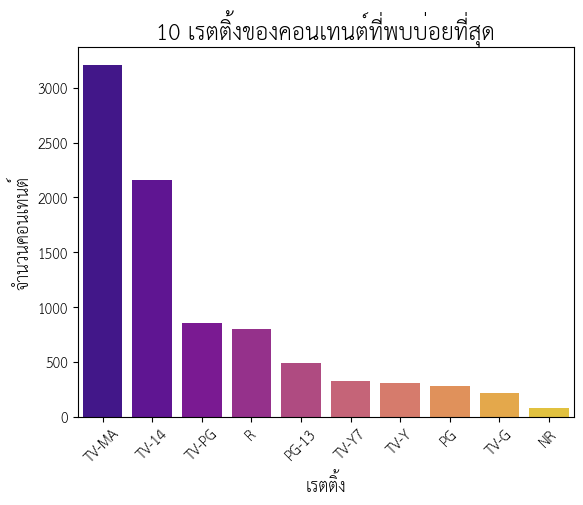 10 เรตติ้งของคอนเทนต์ที่พบบ่อยที่สุด
จำนวนคอนเทนต์
3000
2500
2000
1500
1000
500
0
TV-MA
TV-14
TV-PG
R
PG-13
TV-Y7
TV-Y
PG
TV-G
NR
เรตติ้ง